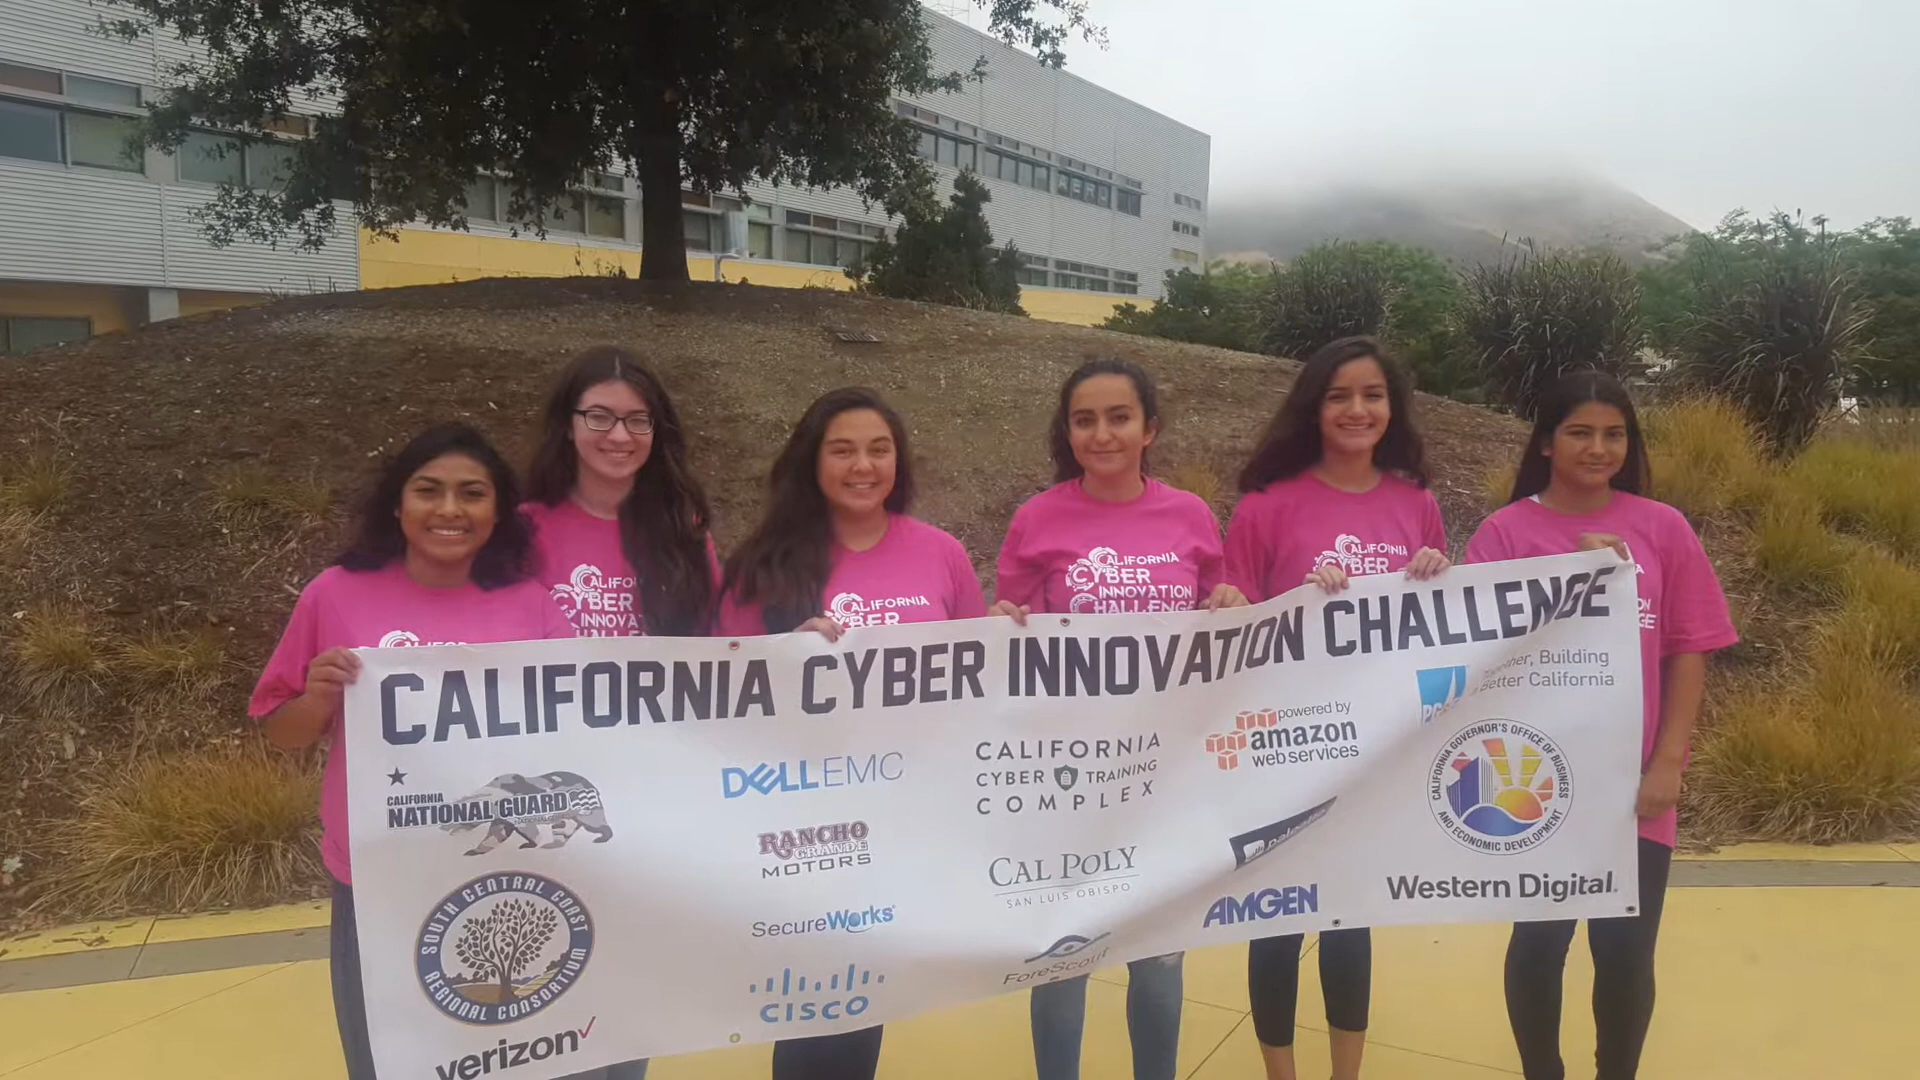 CALIFORNIA
CYBER
INNOVATION
CHALLENGE
CALIFORNIA CYBER INNOVATION CHALLENGE
CALIFORNIA
NATIONAL GUARD
SOUTH CENTRAL COAST
REGIONAL CONSORTIUM
verizon
DELLEMC
RANCHO
GRANDE
MOTORS
SecureWorks
CISCO
CALIFORNIA
CYBER TRAINING
COMPLEX
CAL POLY
SAN LUIS OBISPO
ForeScout
powered by
amazon
webservices
AMGEN
Together, Building
a Better California
CALIFORNIA GOVERNOR'S OFFICE OF BUSINESS
AND ECONOMIC DEVELOPMENT
Western Digital.